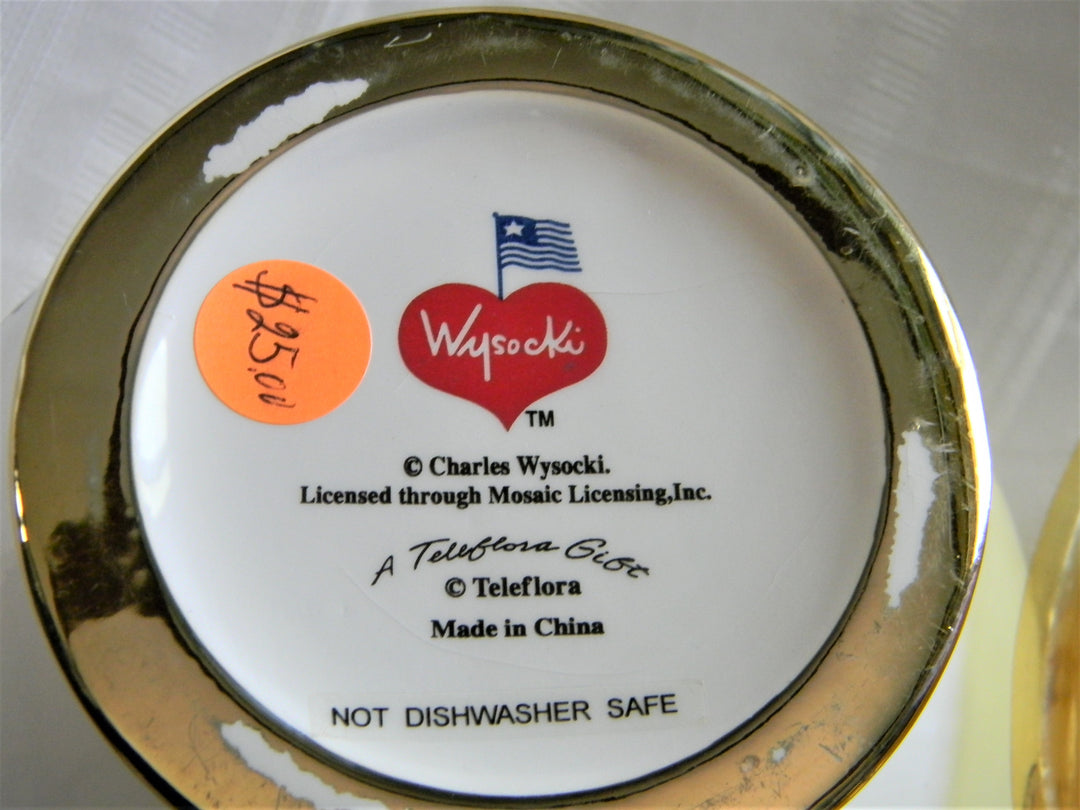 $25.00
Wysocki
TM
© Charles Wysocki.
Licensed through Mosaic Licensing,Inc.
A Teleflora Gift
© Teleflora
Made in China
NOT DISHWASHER SAFE